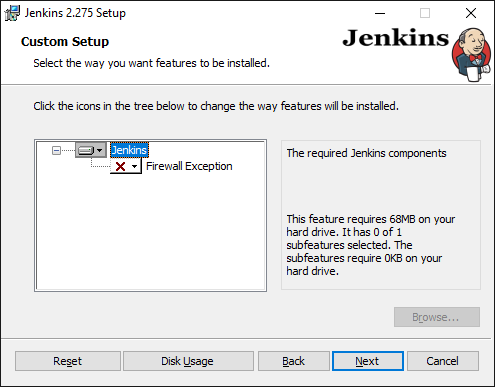 Jenkins 2.275 Setup
Custom Setup
Select the way you want features to be installed.
Jenkins
Click the icons in the tree below to change the way features will be installed.
Jenkins
Firewall Exception
The required Jenkins components
This feature requires 68MB on your
hard drive. It has 0 of 1
subfeatures selected. The
subfeatures require 0KB on your
hard drive.
Browse...
Reset
Disk Usage
Back
Next
Cancel